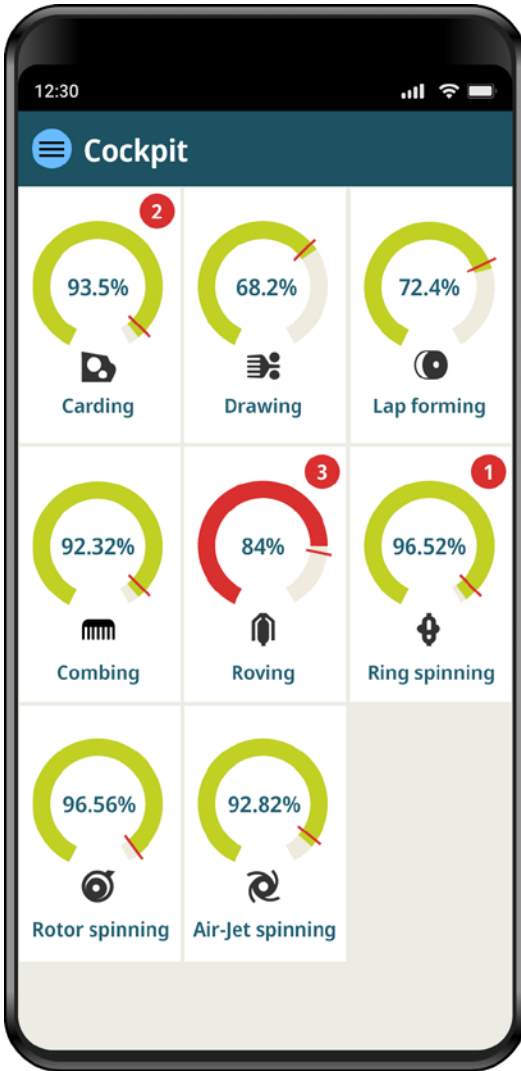 12:30
Cockpit
2
93.5%
68.2%
72.4%
Carding
Drawing
Lap forming
3
1
92.32%
84%
96.52%
Combing
Roving
Ring spinning
96.56%
92.82%
Rotor spinning
Air-Jet spinning